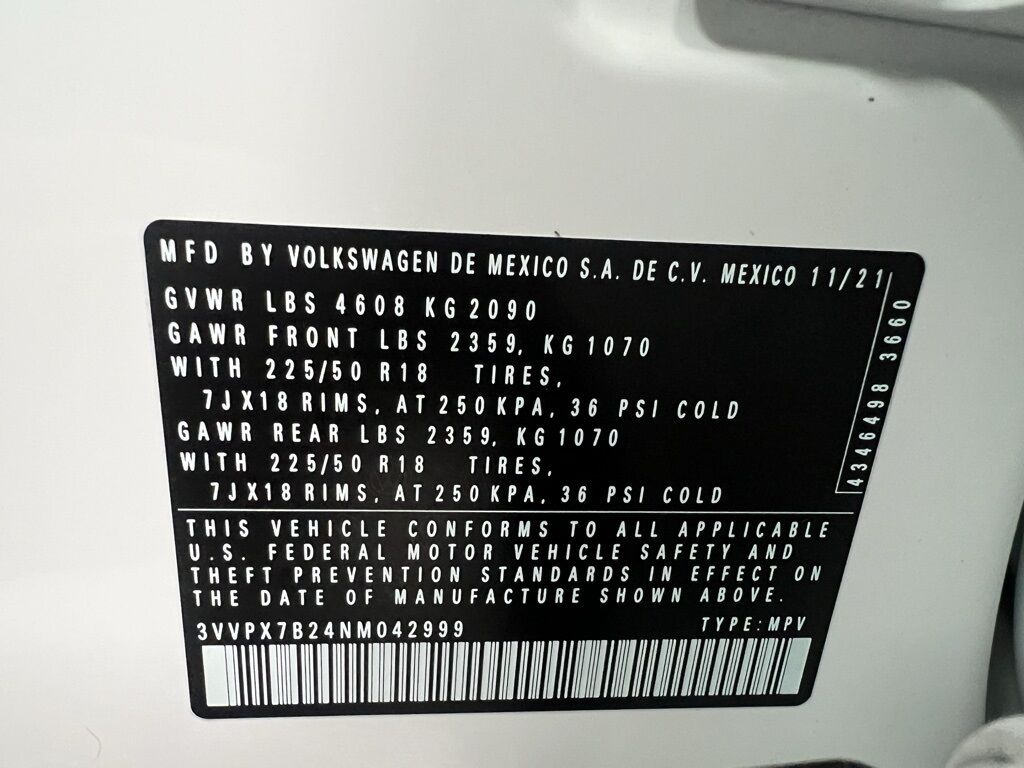 MFD BY VOLKSWAGEN DE MEXICO S.A. DE C.V. MEXICO 11/21
GVWR LBS 4608 KG 2090
GAWR FRONT LBS 2359, KG 1070
WITH 225/50 R18 TIRES,
7JX18 RIMS, AT 250 KPA, 36 PSI COLD
GAWR REAR LBS 2359, KG 1070
WITH 225/50 R18 TIRES,
7JX18 RIMS, AT 250 KPA, 36 PSI COLD
4346498 3660
THIS VEHICLE CONFORMS TO ALL APPLICABLE
U.S. FEDERAL MOTOR VEHICLE SAFETY AND
THEFT PREVENTION STANDARDS IN EFFECT ON
THE DATE OF MANUFACTURE SHOWN ABOVE.
3VVPX7B24NM042999 TYPE: MPV